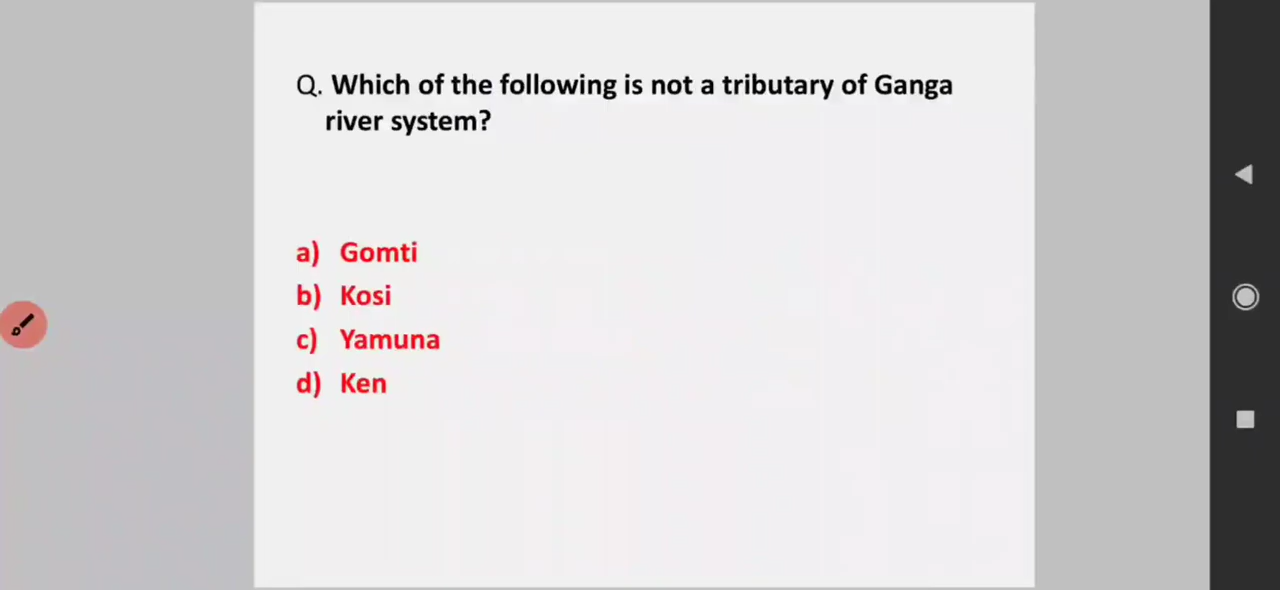 Q. Which of the following is not a tributary of Ganga
river system?
a) Gomti
b) Kosi
c) Yamuna
d) Ken